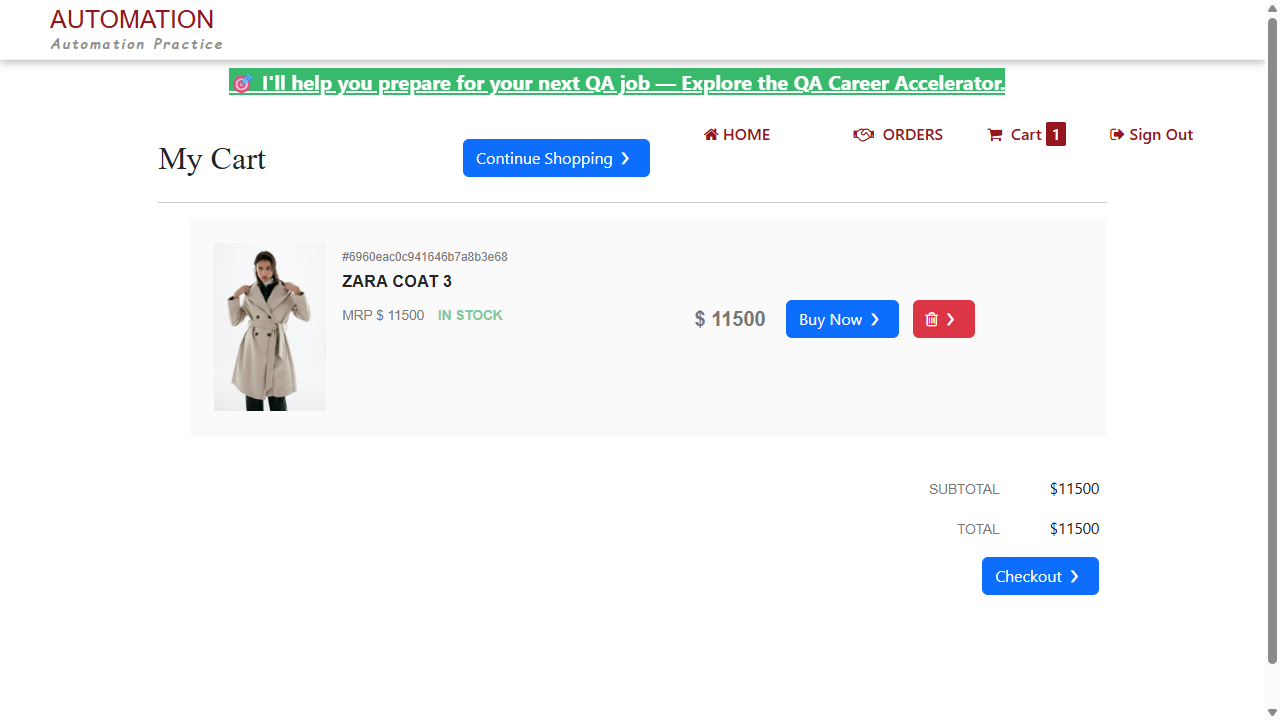 AUTOMATION
Automation Practice
🎯 I'll help you prepare for your next QA job — Explore the QA Career Accelerator.
HOME
ORDERS
Cart 1
Sign Out
My Cart
Continue Shopping ❯
#6960eac0c941646b7a8b3e68
ZARA COAT 3
MRP $ 11500 IN STOCK
$ 11500
Buy Now ❯
❯
SUBTOTAL $11500
TOTAL $11500
Checkout ❯